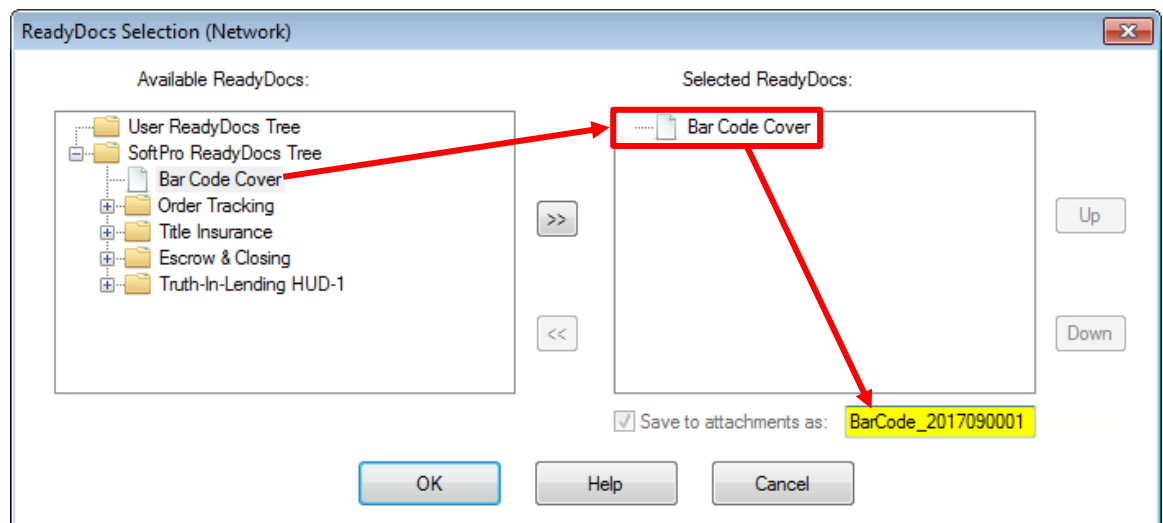 ReadyDocs Selection (Network)
Available ReadyDocs:
Selected ReadyDocs:
User ReadyDocs Tree
SoftPro ReadyDocs Tree
Bar Code Cover
Order Tracking
Title Insurance
Escrow & Closing
Truth-In-Lending HUD-1
>>
<<
Bar Code Cover
Up
Down
Save to attachments as: BarCode_2017090001
OK
Help
Cancel